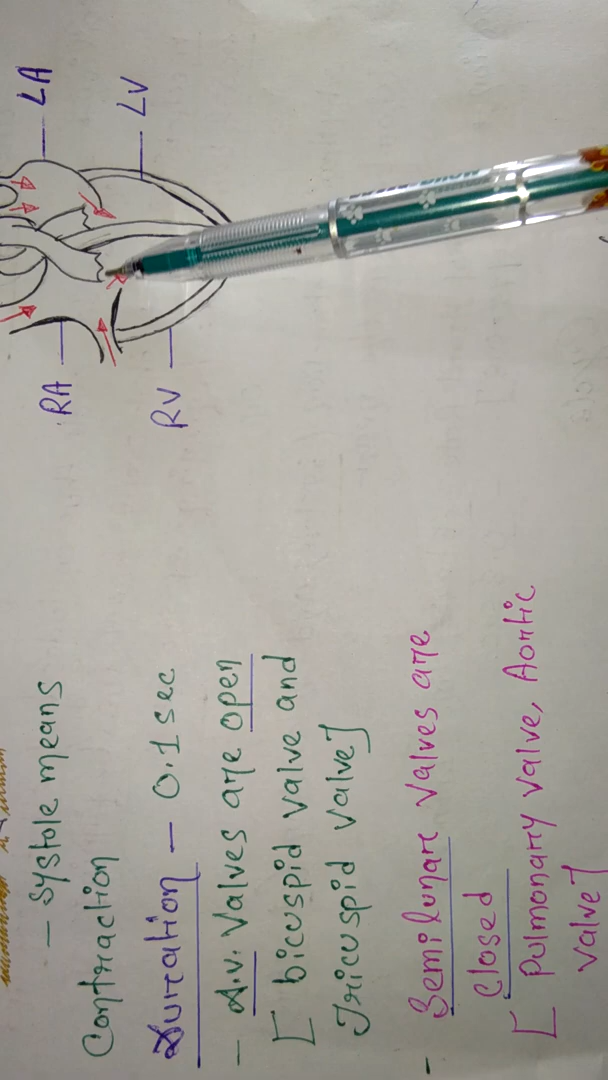 - Systole means
Contraction
Duration - 0.1 sec
- A.V. Valves are open
[ bicuspid valve and
Tricuspid valve]
- Semilunar valves are
closed
[ Pulmonary valve, Aortic
valve]
LA
LV
RA
RV